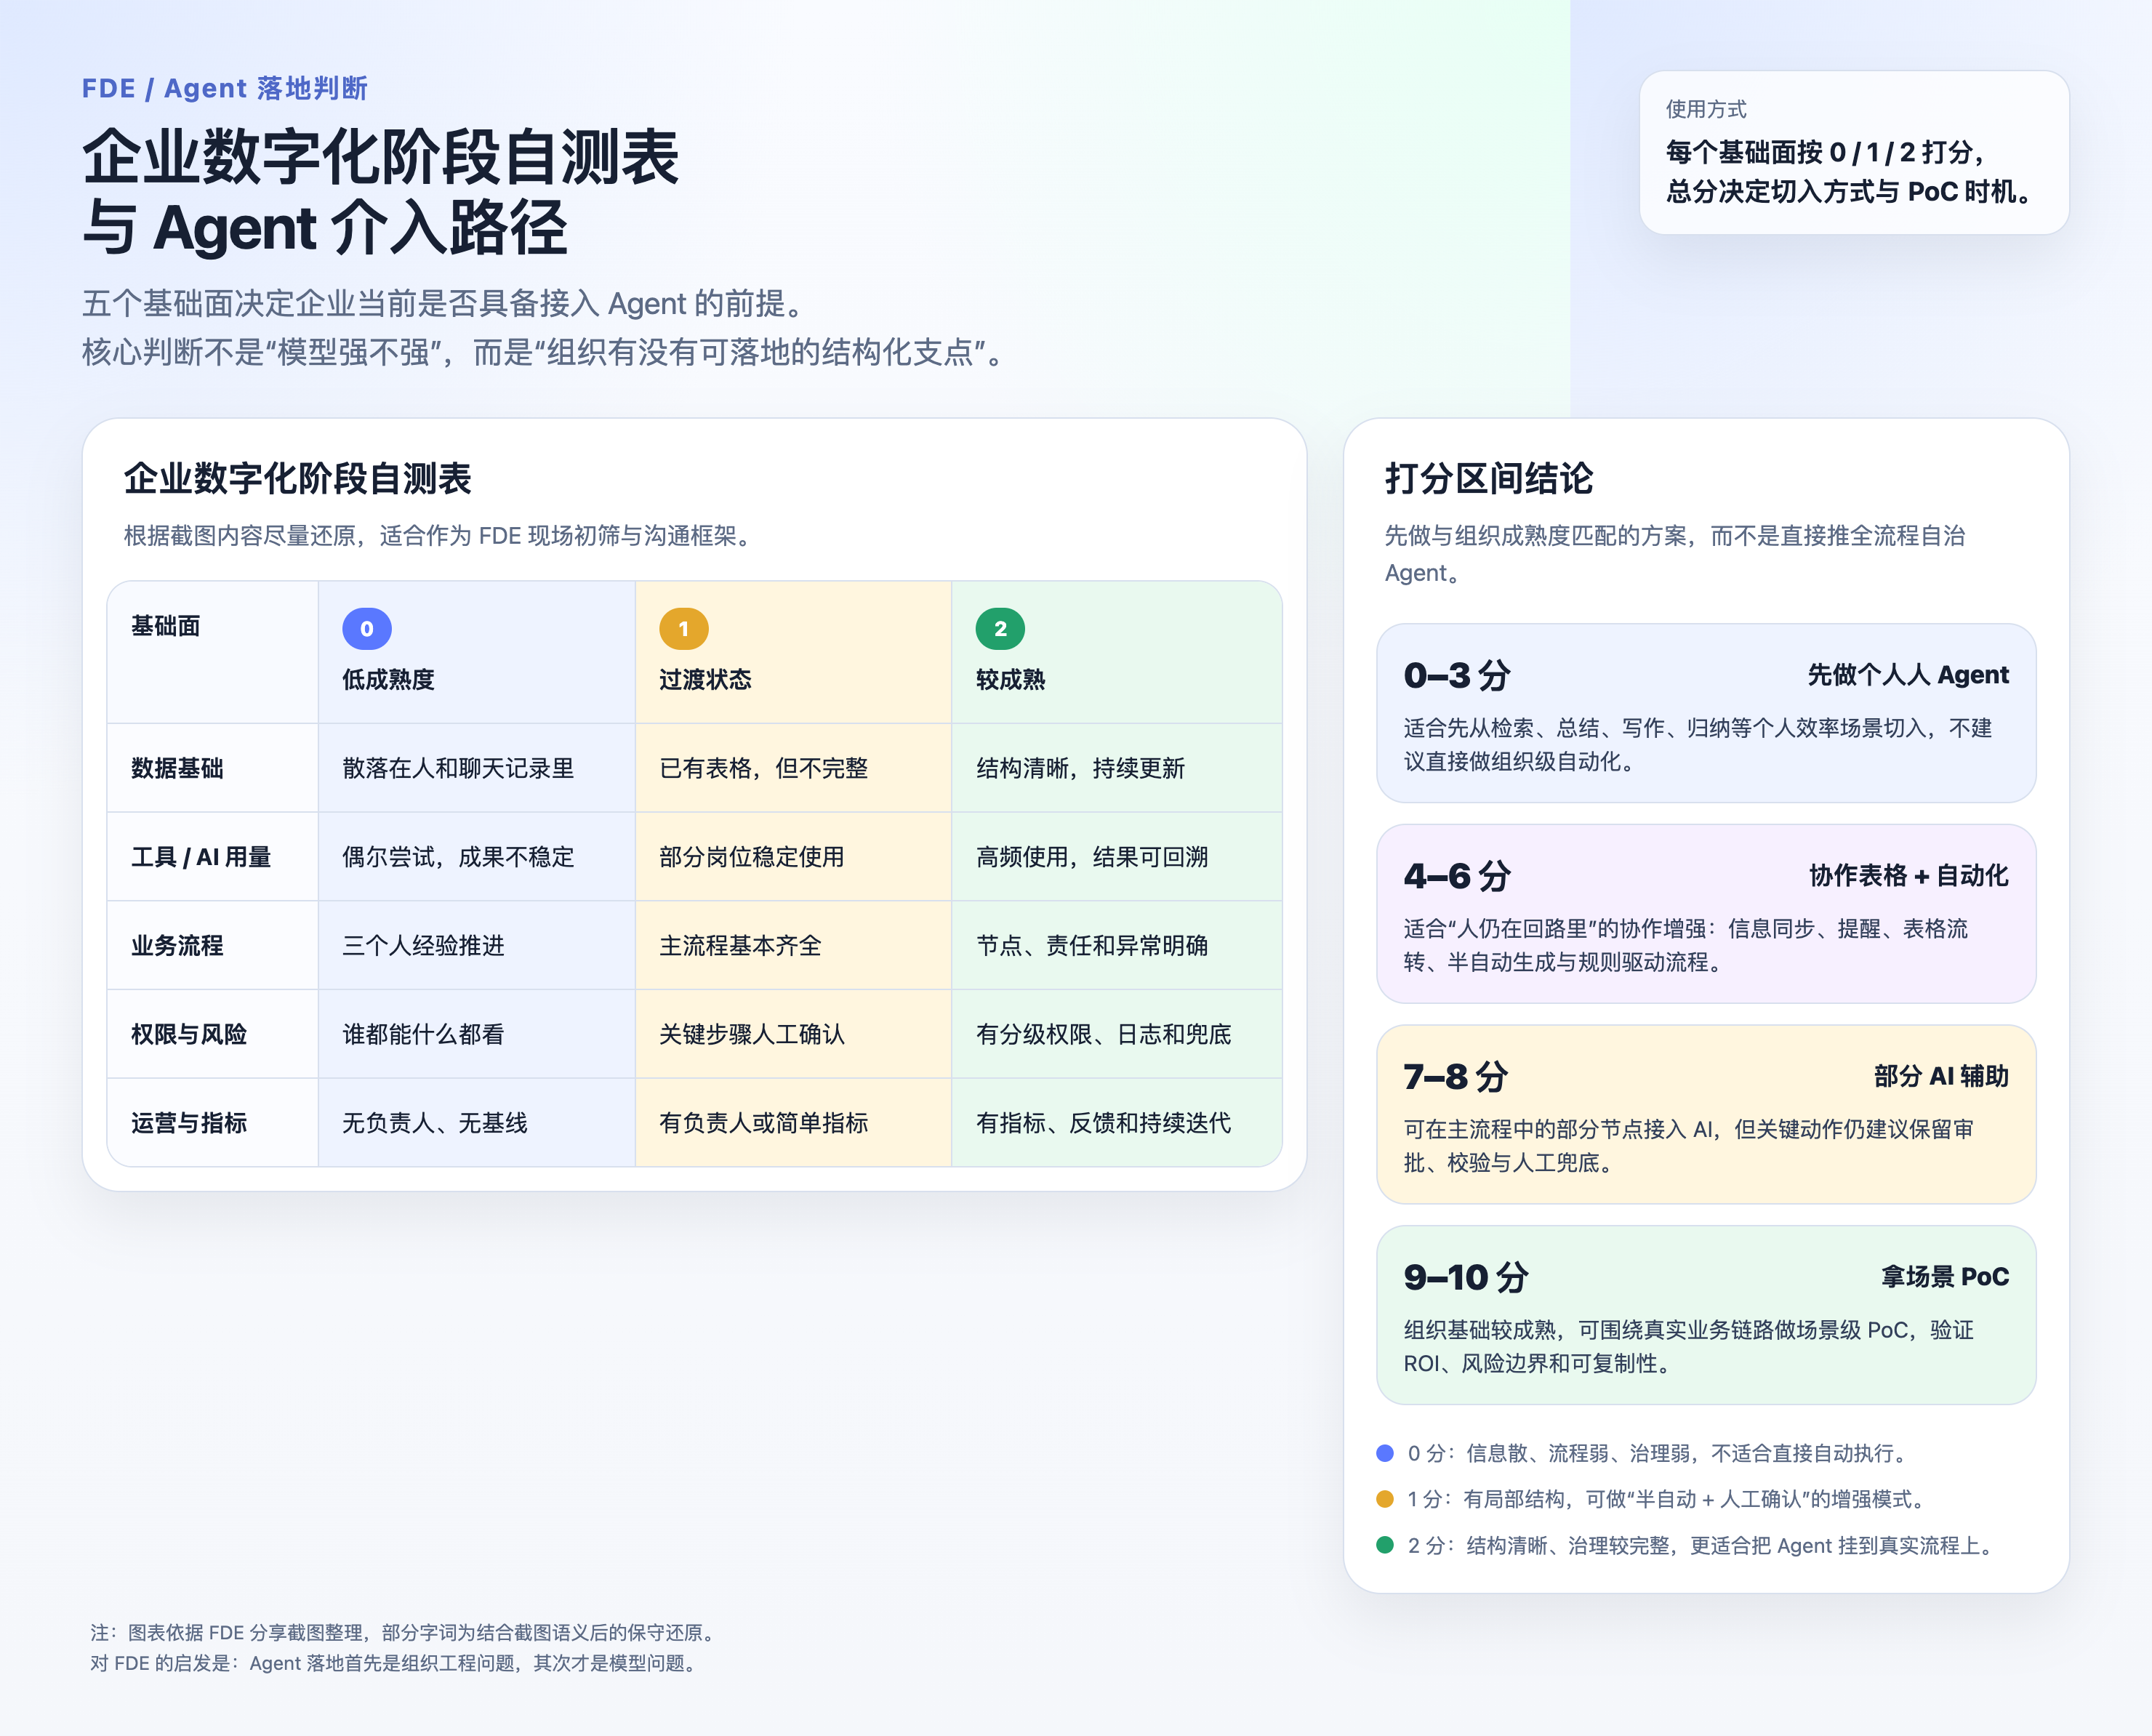 FDE / Agent 落地判断
企业数字化阶段自测表
与 Agent 介入路径
五个基础面决定企业当前是否具备接入 Agent 的前提。
核心判断不是“模型强不强”，而是“组织有没有可落地的结构化支点”。
使用方式
每个基础面按 0 / 1 / 2 打分，
总分决定切入方式与 PoC 时机。
企业数字化阶段自测表
根据截图内容尽量还原，适合作为 FDE 现场初筛与沟通框架。
基础面
0
低成熟度
1
过渡状态
2
较成熟
数据基础
散落在人和聊天记录里
已有表格，但不完整
结构清晰，持续更新
工具 / AI 用量
偶尔尝试，成果不稳定
部分岗位稳定使用
高频使用，结果可回溯
业务流程
三个人经验推进
主流程基本齐全
节点、责任和异常明确
权限与风险
谁都能什么都看
关键步骤人工确认
有分级权限、日志和兜底
运营与指标
无负责人、无基线
有负责人或简单指标
有指标、反馈和持续迭代
打分区间结论
先做与组织成熟度匹配的方案，而不是直接推全流程自治
Agent。
0–3 分
先做个人人 Agent
适合先从检索、总结、写作、归纳等个人效率场景切入，不建
议直接做组织级自动化。
4–6 分
协作表格 + 自动化
适合“人仍在回路里”的协作增强：信息同步、提醒、表格流
转、半自动生成与规则驱动流程。
7–8 分
部分 AI 辅助
可在主流程中的部分节点接入 AI，但关键动作仍建议保留审
批、校验与人工兜底。
9–10 分
拿场景 PoC
组织基础较成熟，可围绕真实业务链路做场景级 PoC，验证
ROI、风险边界和可复制性。
0 分：信息散、流程弱、治理弱，不适合直接自动执行。
1 分：有局部结构，可做“半自动 + 人工确认”的增强模式。
2 分：结构清晰、治理较完整，更适合把 Agent 挂到真实流程上。
注：图表依据 FDE 分享截图整理，部分字词为结合截图语义后的保守还原。
对 FDE 的启发是：Agent 落地首先是组织工程问题，其次才是模型问题。